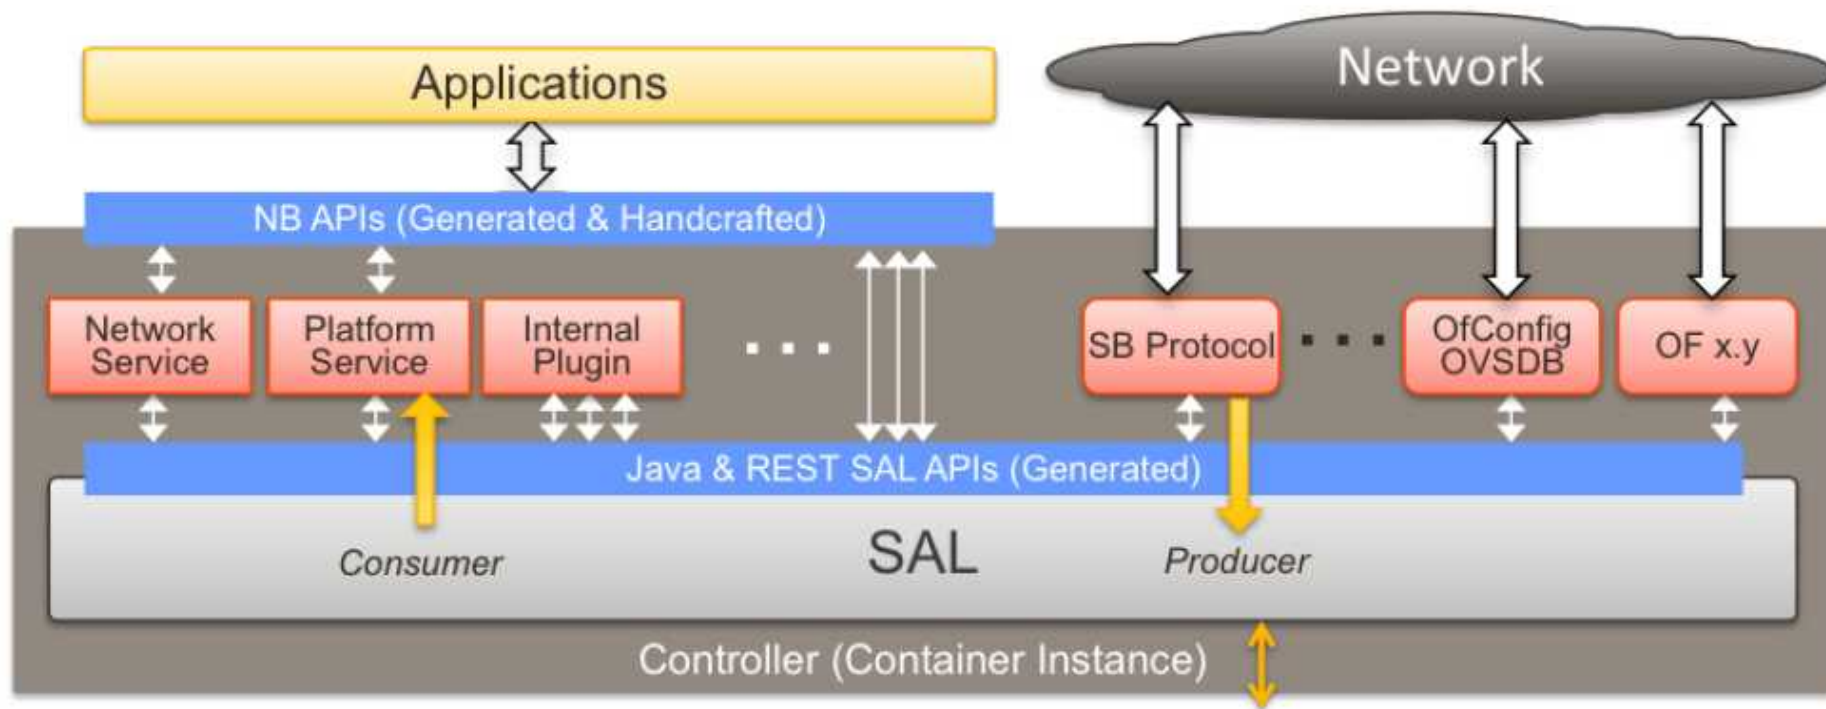 Applications
Network
NB APIs (Generated & Handcrafted)
Network
Service
Platform
Service
Internal
Plugin
SB Protocol
OfConfig
OVSDB
OF x.y
Java & REST SAL APIs (Generated)
Consumer
SAL
Producer
Controller (Container Instance)